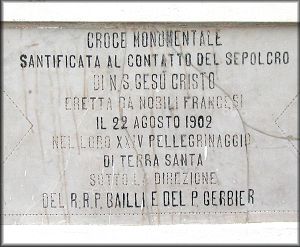 CROCE MONUMENTALE
SANTIFICATA AL CONTATTO DEL SEPOLCRO
DI N.S. GESÙ CRISTO
ERETTA DA NOBILI FRANCESI
IL 22 AGOSTO 1902
NEL LORO XXIV PELLEGRINAGGIO
DI TERRA SANTA
SOTTO LA DIREZIONE
DEL R.R.P. BAILLI E DEL P. GERBIER